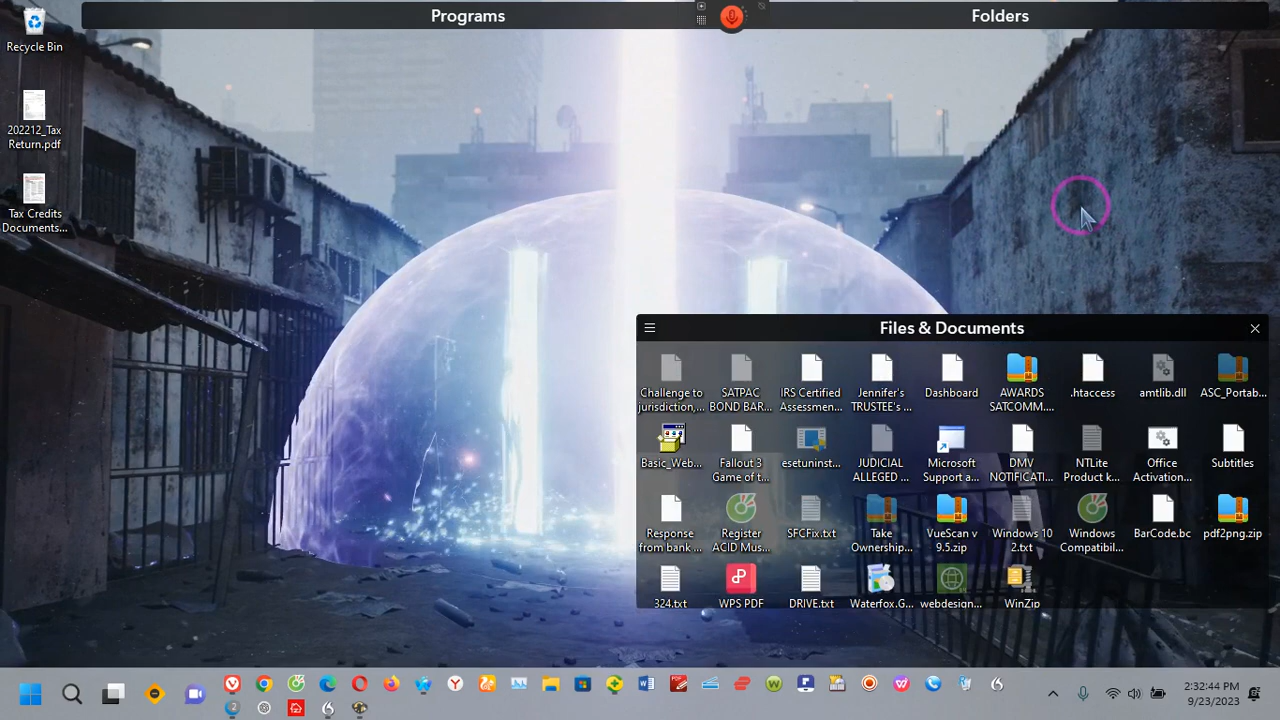 Programs
Folders
Recycle Bin
202212_Tax
Return.pdf
Tax Credits
Documents...
Files & Documents
Challenge to
jurisdiction,...
SATPAC
BOND BAR...
IRS Certified
Assessmen...
Jennifer's
TRUSTEE's ...
Dashboard
AWARDS
SATCOMM....
.htaccess
amtlib.dll
ASC_Portab...
Basic_Web...
Fallout 3
Game of t...
esetuninst...
JUDICIAL
ALLEGED ...
Microsoft
Support a...
DMV
NOTIFICATI...
NTLite
Product k...
Office
Activation...
Subtitles
Response
from bank ...
Register
ACID Mus...
SFCFix.txt
Take
Ownership...
VueScan v
9.5.zip
Windows 10
2.txt
Windows
Compatibil...
BarCode.bc
pdf2png.zip
324.txt
WPS PDF
DRIVE.txt
Waterfox.G...
webdesign...
WinZip
2:32:44 PM
9/23/2023